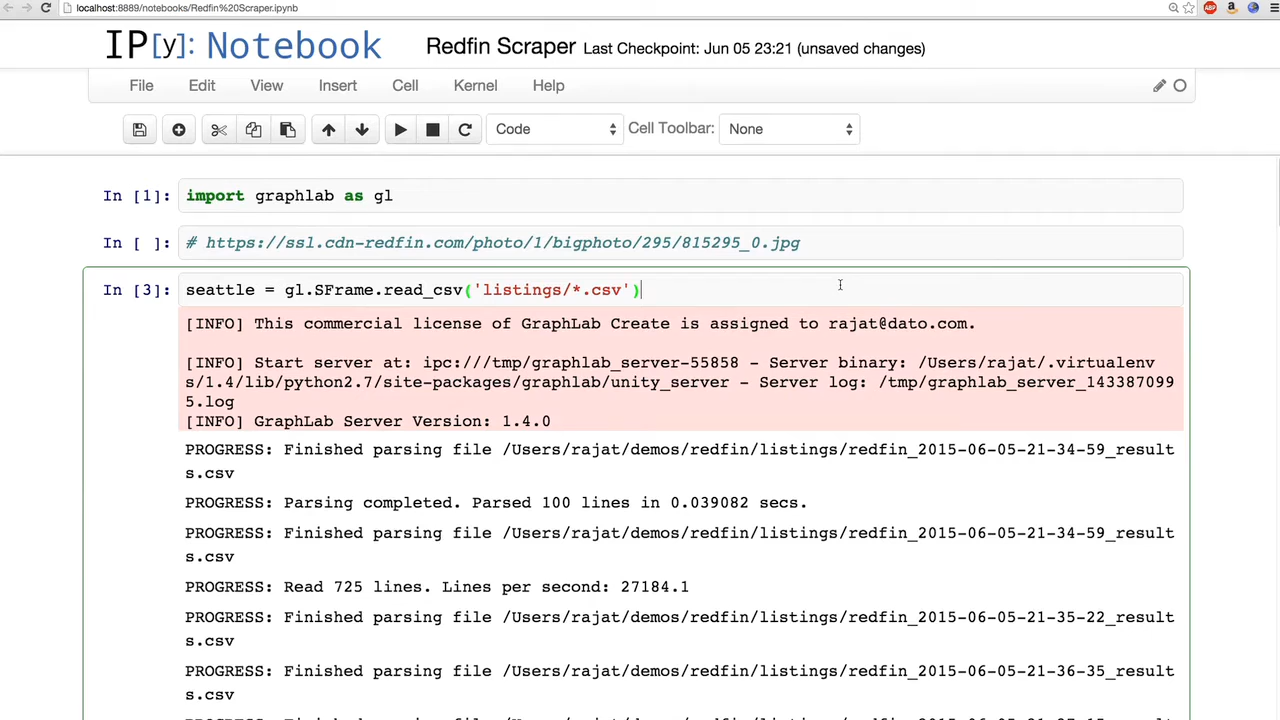 localhost:8889/notebooks/Redfin%20Scraper.ipynb
ABP
IP[y]: Notebook Redfin Scraper Last Checkpoint: Jun 05 23:21 (unsaved changes)
File Edit View Insert Cell Kernel Help
Code Cell Toolbar: None
In [1]: import graphlab as gl
In [ ]: # https://ssl.cdn-redfin.com/photo/1/bigphoto/295/815295_0.jpg
In [3]: seattle = gl.SFrame.read_csv('listings/*.csv')
[INFO] This commercial license of GraphLab Create is assigned to rajat@dato.com.
[INFO] Start server at: ipc:///tmp/graphlab_server-55858 - Server binary: /Users/rajat/.virtualenv
s/1.4/lib/python2.7/site-packages/graphlab/unity_server - Server log: /tmp/graphlab_server_143387099
5.log
[INFO] GraphLab Server Version: 1.4.0
PROGRESS: Finished parsing file /Users/rajat/demos/redfin/listings/redfin_2015-06-05-21-34-59_result
s.csv
PROGRESS: Parsing completed. Parsed 100 lines in 0.039082 secs.
PROGRESS: Finished parsing file /Users/rajat/demos/redfin/listings/redfin_2015-06-05-21-34-59_result
s.csv
PROGRESS: Read 725 lines. Lines per second: 27184.1
PROGRESS: Finished parsing file /Users/rajat/demos/redfin/listings/redfin_2015-06-05-21-35-22_result
s.csv
PROGRESS: Finished parsing file /Users/rajat/demos/redfin/listings/redfin_2015-06-05-21-36-35_result
s.csv